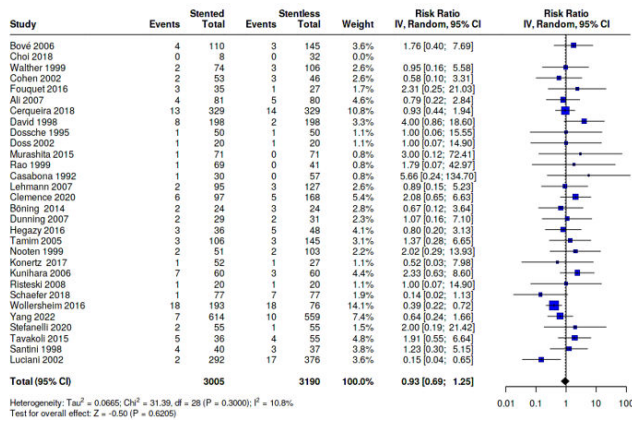 Stented Stentless Risk Ratio Risk Ratio
Study Events Total Events Total Weight IV, Random, 95% CI IV, Random, 95% CI
Bové 2006 4 110 3 145 3.6% 1.76 [0.40; 7.69]
Choi 2018 0 8 0 32
Walther 1999 2 74 3 106 3.4% 0.95 [0.16; 5.58]
Cohen 2002 2 53 3 46 3.6% 0.58 [0.10; 3.31]
Fouquet 2016 3 35 1 27 2.6% 2.31 [0.25; 21.03]
Ali 2007 4 81 5 80 4.2% 0.79 [0.22; 2.84]
Cerqueira 2018 13 329 14 329 10.8% 0.93 [0.44; 1.94]
David 1998 8 198 2 198 3.8% 4.00 [0.86; 18.60]
Dossche 1995 1 50 1 50 2.0% 1.00 [0.06; 15.55]
Doss 2002 1 20 1 20 2.0% 1.00 [0.07; 14.90]
Murashita 2015 1 71 0 71 1.5% 3.00 [0.12; 72.41]
Rao 1999 1 69 0 41 1.5% 1.79 [0.07; 42.97]
Casabona 1992 1 30 0 57 1.5% 5.66 [0.24; 134.70]
Lehmann 2007 2 95 3 127 3.3% 0.89 [0.15; 5.23]
Clemence 2020 6 97 5 168 5.3% 2.08 [0.65; 6.63]
Böning 2014 2 24 3 24 3.7% 0.67 [0.12; 3.64]
Dunning 2007 2 29 2 31 3.1% 1.07 [0.16; 7.10]
Hegazy 2016 3 36 5 48 4.2% 0.80 [0.20; 3.13]
Tamim 2005 3 106 3 145 3.7% 1.37 [0.28; 6.65]
Nooten 1999 2 51 2 103 3.0% 2.02 [0.29; 13.93]
Konertz 2017 1 52 1 27 2.0% 0.52 [0.03; 7.98]
Kunihara 2006 7 60 3 60 4.7% 2.33 [0.63; 8.60]
Risteski 2008 1 20 1 20 2.0% 1.00 [0.07; 14.90]
Schaefer 2018 1 77 7 77 2.9% 0.14 [0.02; 1.13]
Wollersheim 2016 18 193 18 76 0.39 [0.22; 0.72]
Yang 2022 7 614 10 559 0.64 [0.24; 1.66]
Stefanelli 2020 2 55 1 55 2.4% 2.00 [0.19; 21.42]
Tavakoli 2015 5 36 4 55 4.7% 1.91 [0.55; 6.64]
Santini 1998 4 40 3 37 1.23 [0.30; 5.15]
Luciani 2002 2 292 17 376 0.15 [0.04; 0.65]
Total (95% CI) 3005 3190 100.0% 0.93 [0.69; 1.25]
Heterogeneity: Tau² = 0.0665; Chi² = 31.39, df = 28 (P = 0.3000); I² = 10.8%
Test for overall effect: Z = -0.50 (P = 0.6205)
0.01 0.1 1 10 100